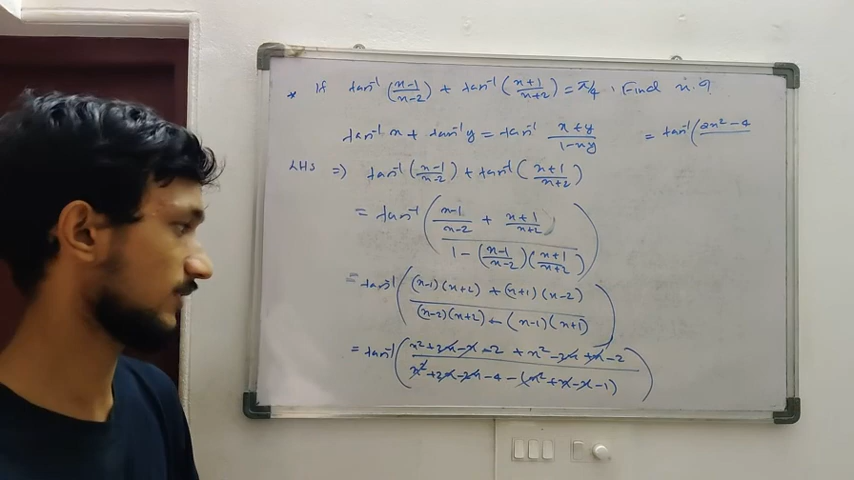 * If tan⁻¹((x-1)/(x-2)) + tan⁻¹((x+1)/(x+2)) = π/4, Find x.?
tan⁻¹ x + tan⁻¹ y = tan⁻¹ (x+y)/(1-xy)
LHS ⇒ tan⁻¹((x-1)/(x-2)) + tan⁻¹((x+1)/(x+2))
= tan⁻¹(((x-1)/(x-2) + (x+1)/(x+2))/(1-((x-1)/(x-2))((x+1)/(x+2))))
= tan⁻¹(((x-1)(x+2) + (x+1)(x-2))/((x-2)(x+2) - (x-1)(x+1)))
= tan⁻¹((x²+2x-x-2+x²-2x+x-2)/(x²+2x-2x-4-(x²+x-x-1)))
= tan⁻¹(2x²-4